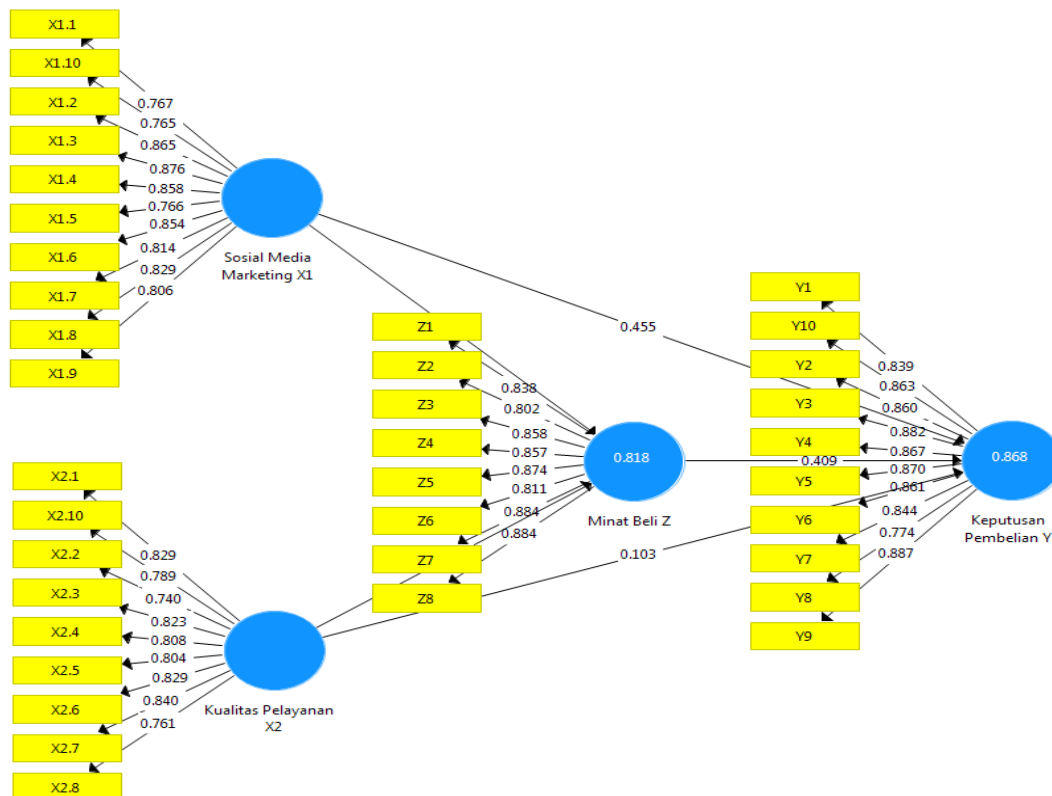 X1.1
X1.10
X1.2
X1.3
X1.4
X1.5
X1.6
X1.7
X1.8
X1.9
0.767
0.765
0.865
0.876
0.858
0.766
0.854
0.814
0.829
0.806
Sosial Media
Marketing X1
0.455
Z1
Z2
Z3
Z4
Z5
Z6
Z7
Z8
0.838
0.802
0.858
0.857
0.874
0.811
0.884
0.884
0.818
Minat Beli Z
0.409
0.103
Y1
Y10
Y2
Y3
Y4
Y5
Y6
Y7
Y8
Y9
0.839
0.863
0.860
0.882
0.867
0.870
0.861
0.844
0.774
0.887
0.868
Keputusan
Pembelian Y
X2.1
X2.10
X2.2
X2.3
X2.4
X2.5
X2.6
X2.7
X2.8
0.829
0.789
0.740
0.823
0.808
0.804
0.829
0.840
0.761
Kualitas Pelayanan
X2